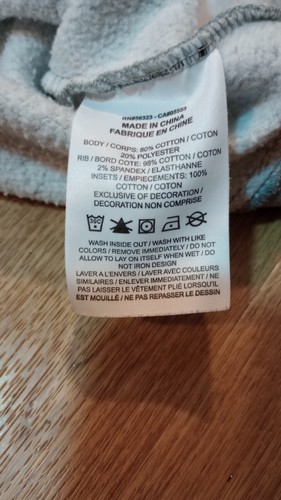 MADE IN CHINA
FABRIQUE EN CHINE
BODY / CORPS: 80% COTTON / COTON
20% POLYESTER
RIB / BORD COTE: 98% COTTON / COTON
2% SPANDEX / ELASTHANNE
INSETS / EMPIECEMENTS: 100%
COTTON / COTON
EXCLUSIVE OF DECORATION /
DECORATION NON COMPRISE
WASH INSIDE OUT / WASH WITH LIKE
COLORS / REMOVE IMMEDIATELY / DO NOT
ALLOW TO LAY ON ITSELF WHEN WET / DO
NOT IRON DESIGN
LAVER A L'ENVERS / LAVER AVEC COULEURS
SIMILAIRES / ENLEVER IMMEDIATEMENT / NE
PAS LAISSER LE VÊTEMENT PLIÉ LORSQU'IL
EST MOUILLÉ / NE PAS REPASSER LE DESSIN